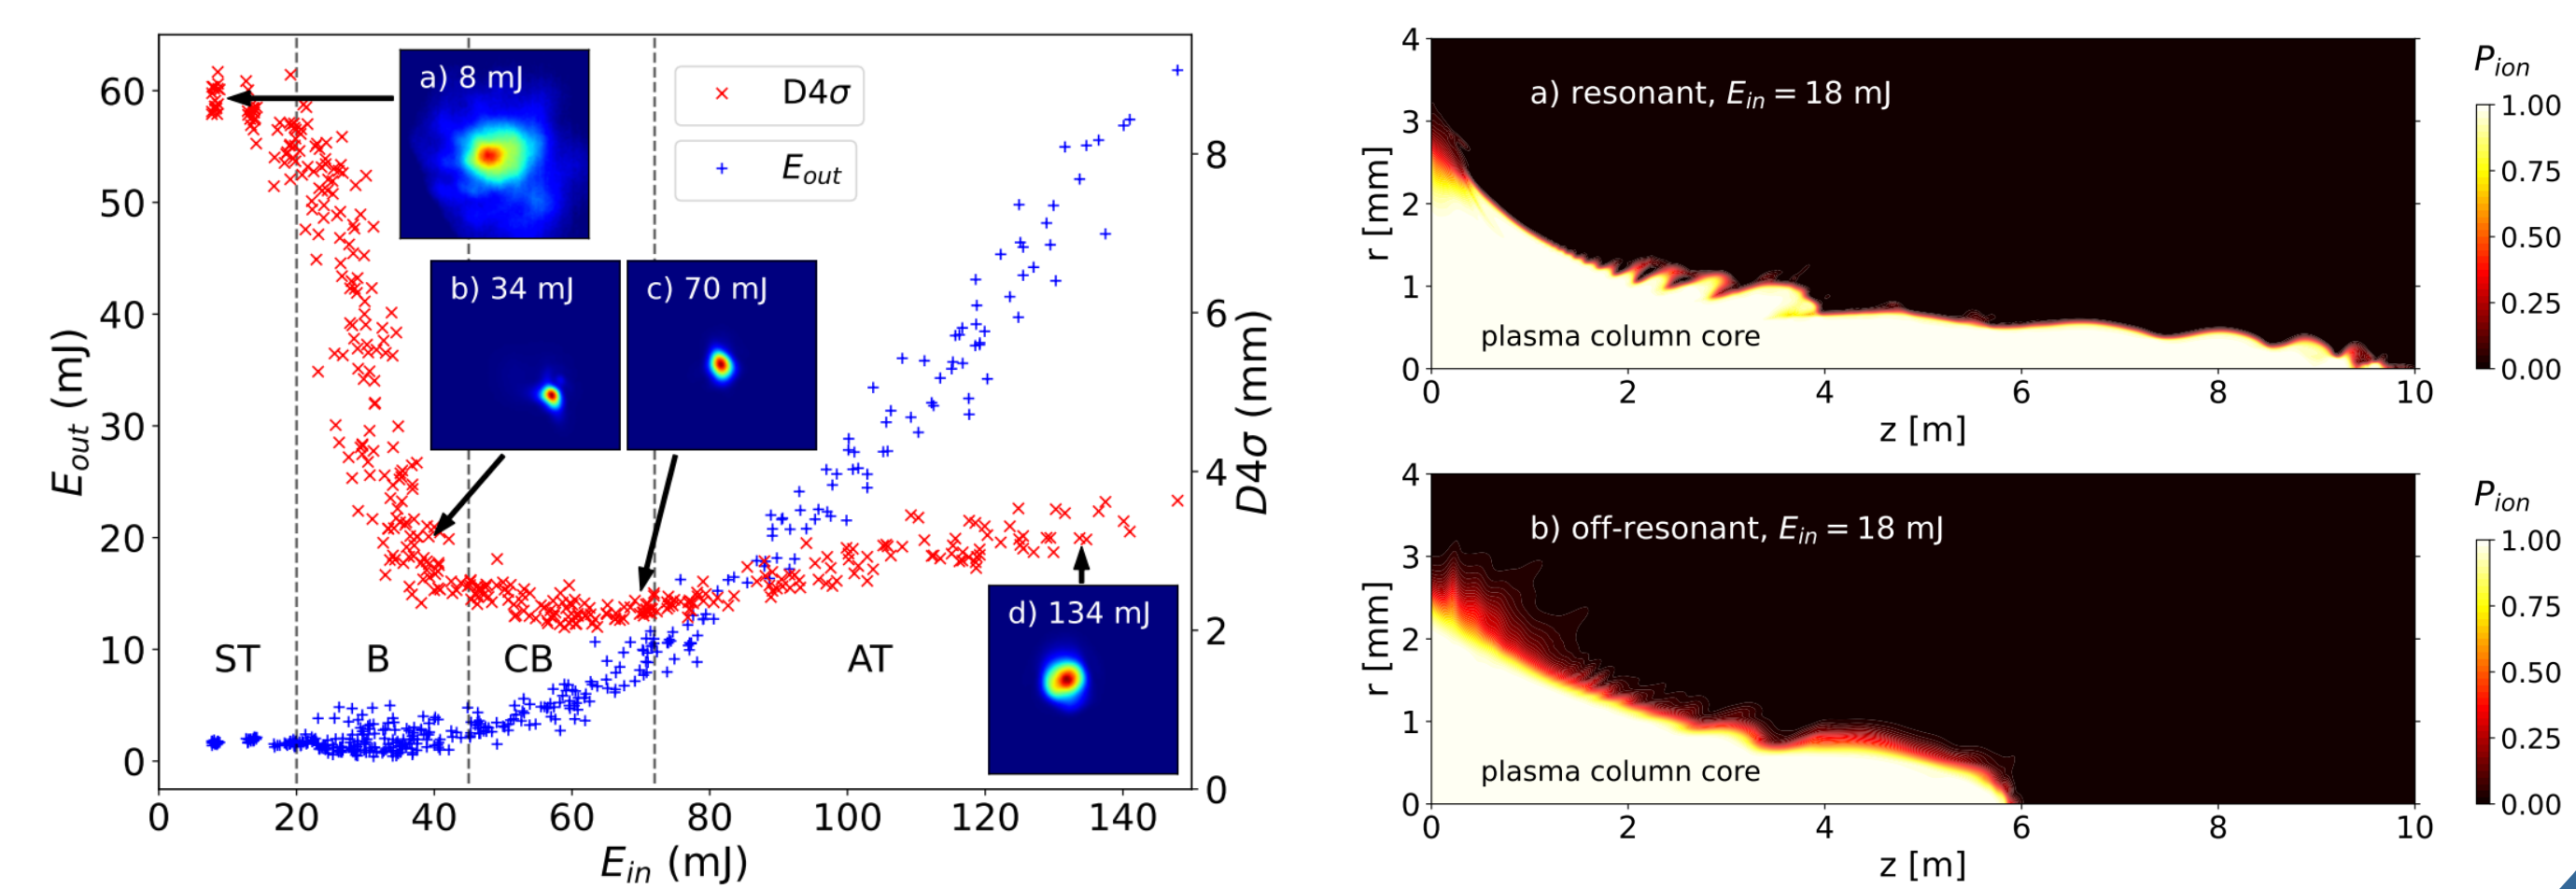 a) 8 mJ
D4σ
E_out
b) 34 mJ
c) 70 mJ
d) 134 mJ
ST B CB AT
60
50
40
30
20
10
0
E_out (mJ)
8
6
4
2
0
D4σ (mm)
0 20 40 60 80 100 120 140
E_in (mJ)
4
3
2
1
0
r [mm]
a) resonant, E_in = 18 mJ
plasma column core
0 2 4 6 8 10
z [m]
P_ion
1.00
0.75
0.50
0.25
0.00
4
3
2
1
0
r [mm]
b) off-resonant, E_in = 18 mJ
plasma column core
0 2 4 6 8 10
z [m]
P_ion
1.00
0.75
0.50
0.25
0.00